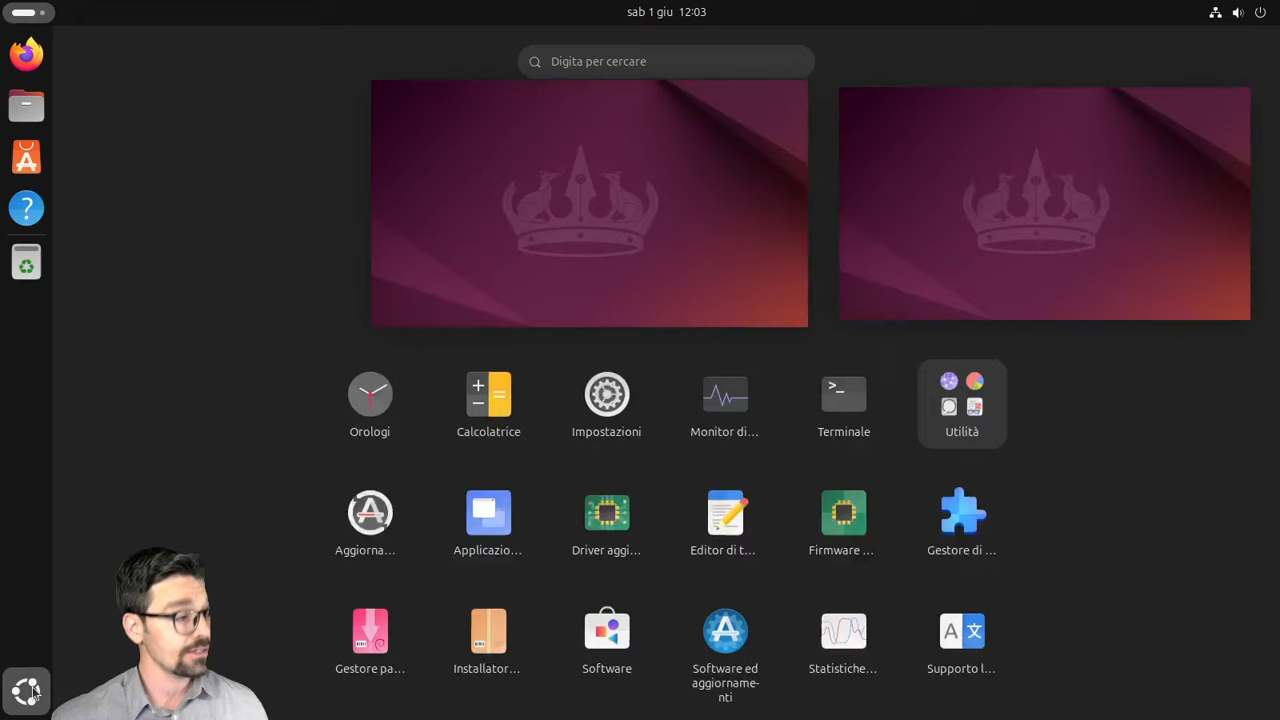 sab 1 giu 12:03
Digita per cercare
Orologi
Calcolatrice
Impostazioni
Monitor di...
Terminale
Utilità
Aggiorna...
Applicazio...
Driver aggi...
Editor di t...
Firmware ...
Gestore di ...
Gestore pa...
Installator...
Software
Software ed
aggiorname-
nti
Statistiche...
Supporto l...